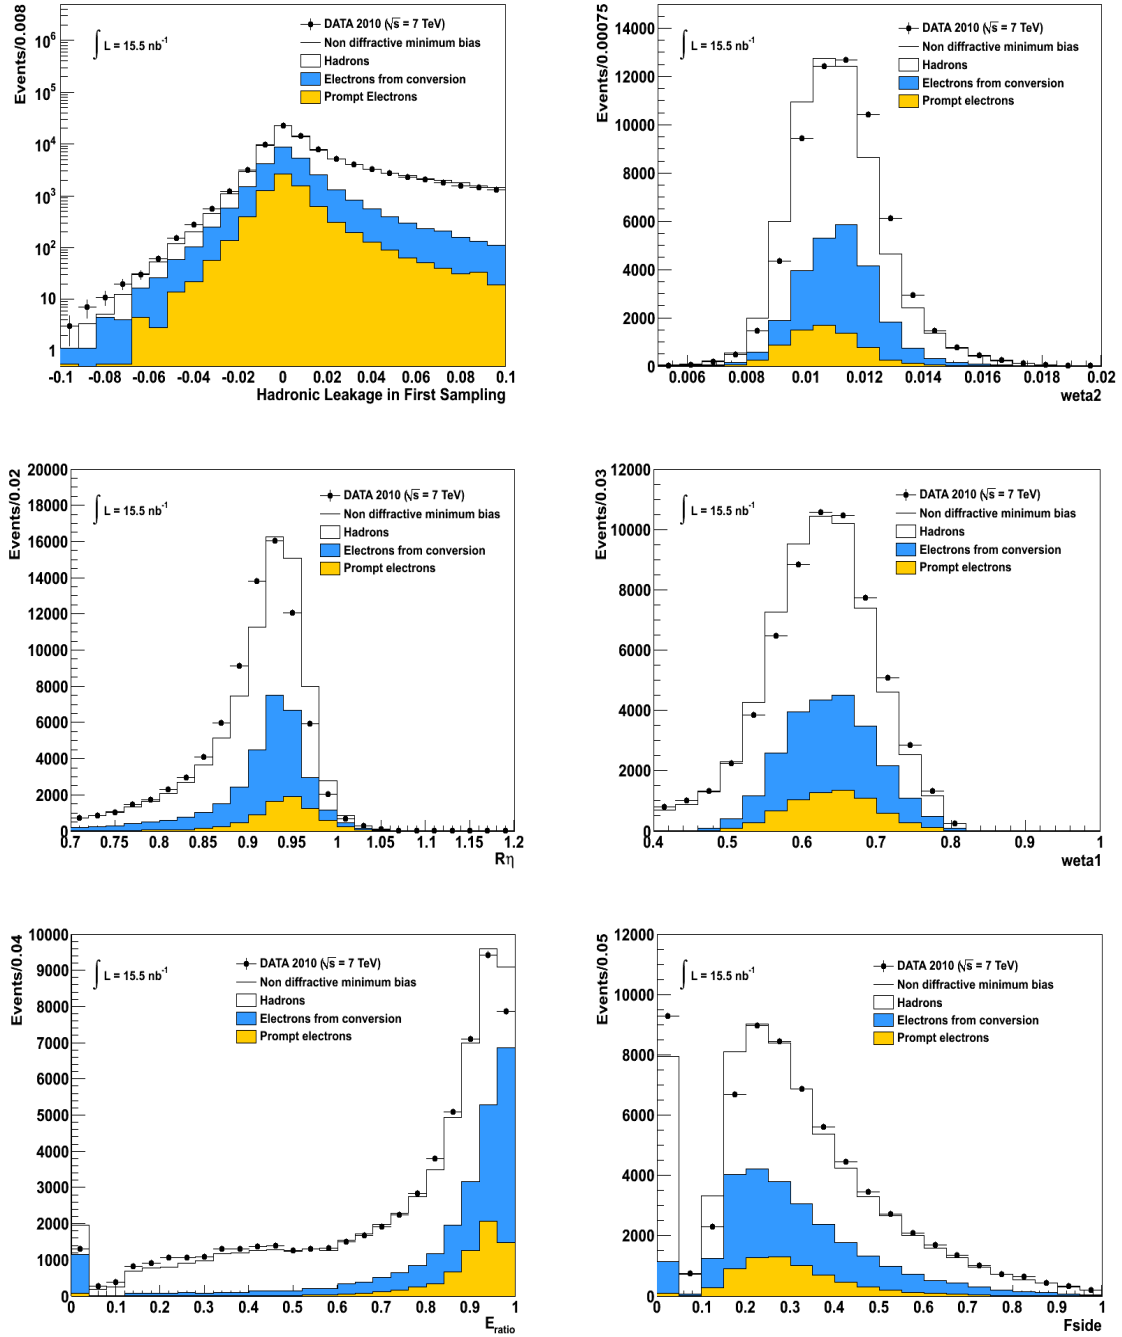 Events/0.008
10^6
10^5
10^4
10^3
10^2
10
1
∫ L = 15.5 nb^-1
DATA 2010 (√s = 7 TeV)
Non diffractive minimum bias
Hadrons
Electrons from conversion
Prompt Electrons
-0.1 -0.08 -0.06 -0.04 -0.02 0 0.02 0.04 0.06 0.08 0.1
Hadronic Leakage in First Sampling
Events/0.00075
14000
12000
10000
8000
6000
4000
2000
0
∫ L = 15.5 nb^-1
DATA 2010 (√s = 7 TeV)
Non diffractive minimum bias
Hadrons
Electrons from conversion
Prompt electrons
0.006 0.008 0.01 0.012 0.014 0.016 0.018 0.02
weta2
Events/0.02
20000
18000
16000
14000
12000
10000
8000
6000
4000
2000
0
∫ L = 15.5 nb^-1
DATA 2010 (√s = 7 TeV)
Non diffractive minimum bias
Hadrons
Electrons from conversion
Prompt electrons
0.7 0.75 0.8 0.85 0.9 0.95 1 1.05 1.1 1.15 1.2
Rη
Events/0.03
12000
10000
8000
6000
4000
2000
0
∫ L = 15.5 nb^-1
DATA 2010 (√s = 7 TeV)
Non diffractive minimum bias
Hadrons
Electrons from conversion
Prompt electrons
0.4 0.5 0.6 0.7 0.8 0.9 1
weta1
Events/0.04
10000
9000
8000
7000
6000
5000
4000
3000
2000
1000
0
∫ L = 15.5 nb^-1
DATA 2010 (√s = 7 TeV)
Non diffractive minimum bias
Hadrons
Electrons from conversion
Prompt electrons
0 0.1 0.2 0.3 0.4 0.5 0.6 0.7 0.8 0.9 1
E_ratio
Events/0.05
12000
10000
8000
6000
4000
2000
0
∫ L = 15.5 nb^-1
DATA 2010 (√s = 7 TeV)
Non diffractive minimum bias
Hadrons
Electrons from conversion
Prompt electrons
0 0.1 0.2 0.3 0.4 0.5 0.6 0.7 0.8 0.9 1
Fside